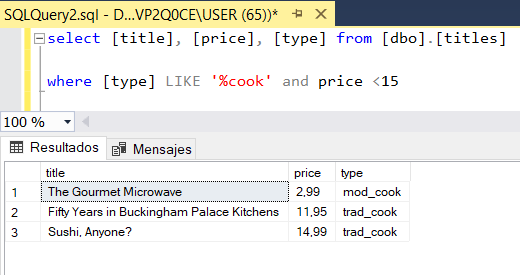 SQLQuery2.sql - D...VP2Q0CE\USER (65))*
select [title], [price], [type] from [dbo].[titles]
where [type] LIKE '%cook' and price <15
100 %
Resultados Mensajes
title price type
1 The Gourmet Microwave 2,99 mod_cook
2 Fifty Years in Buckingham Palace Kitchens 11,95 trad_cook
3 Sushi, Anyone? 14,99 trad_cook